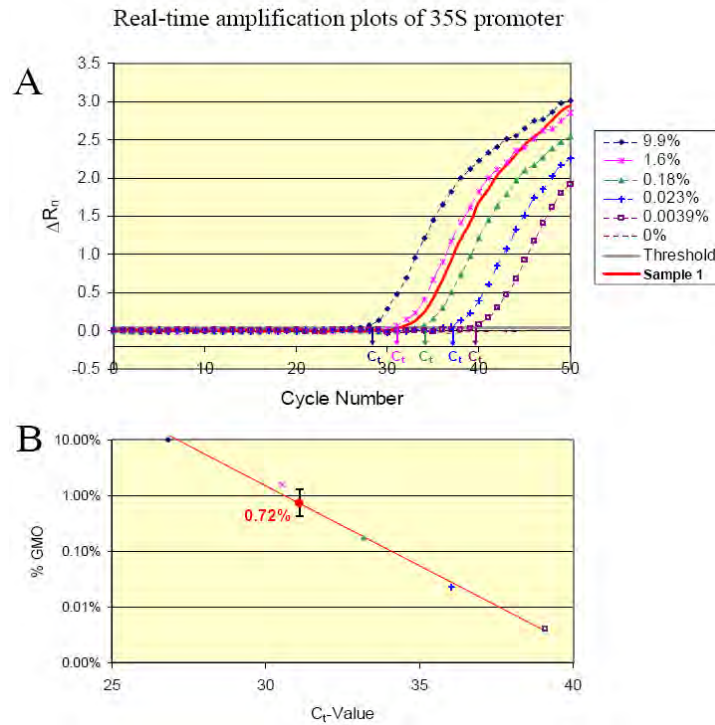 Real-time amplification plots of 35S promoter
A
3.5
3.0
2.5
2.0
1.5
1.0
0.5
0.0
-0.5
ΔRn
0 10 20 30 40 50
Ct Ct Ct Ct Ct
Cycle Number
9.9%
1.6%
0.18%
0.023%
0.0039%
0%
Threshold
Sample 1
B
10.00%
1.00%
0.10%
0.01%
0.00%
% GMO
0.72%
25 30 35 40
Ct-Value